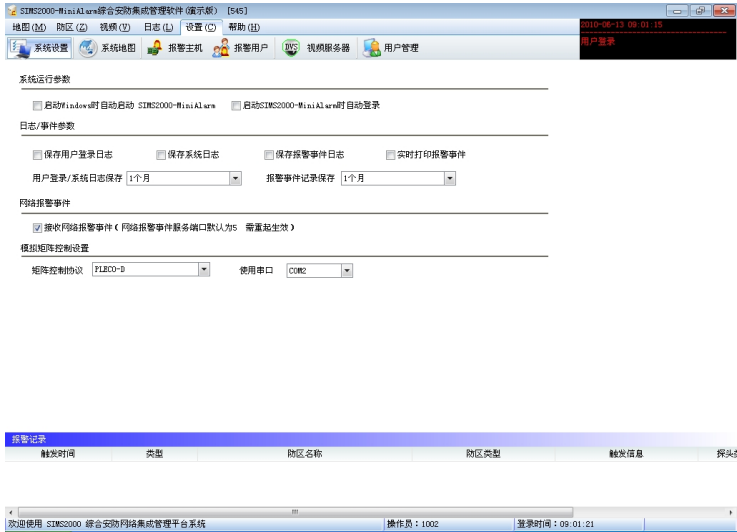 SIMS2000-MiniAlarm综合安防集成管理软件(演示版) [545]
地图(M) 防区(Z) 视频(V) 日志(L) 设置(C) 帮助(H)
2010-06-13 09:01:15
用户登录
系统设置 系统地图 报警主机 报警用户 DVS 视频服务器 用户管理
系统运行参数
启动Windows时自动启动 SIMS2000-MiniAlarm 启动SIMS2000-MiniAlarm时自动登录
日志/事件参数
保存用户登录日志 保存系统日志 保存报警事件日志 实时打印报警事件
用户登录/系统日志保存 1个月 报警事件记录保存 1个月
网络报警事件
接收网络报警事件(网络报警事件服务端口默认为5 需重起生效)
模拟矩阵控制设置
矩阵控制协议 PLECO-D 使用串口 COM2
报警记录
触发时间 类型 防区名称 防区类型 触发信息 探头
欢迎使用 SIMS2000 综合安防网络集成管理平台系统 操作员：1002 登录时间：09:01:21